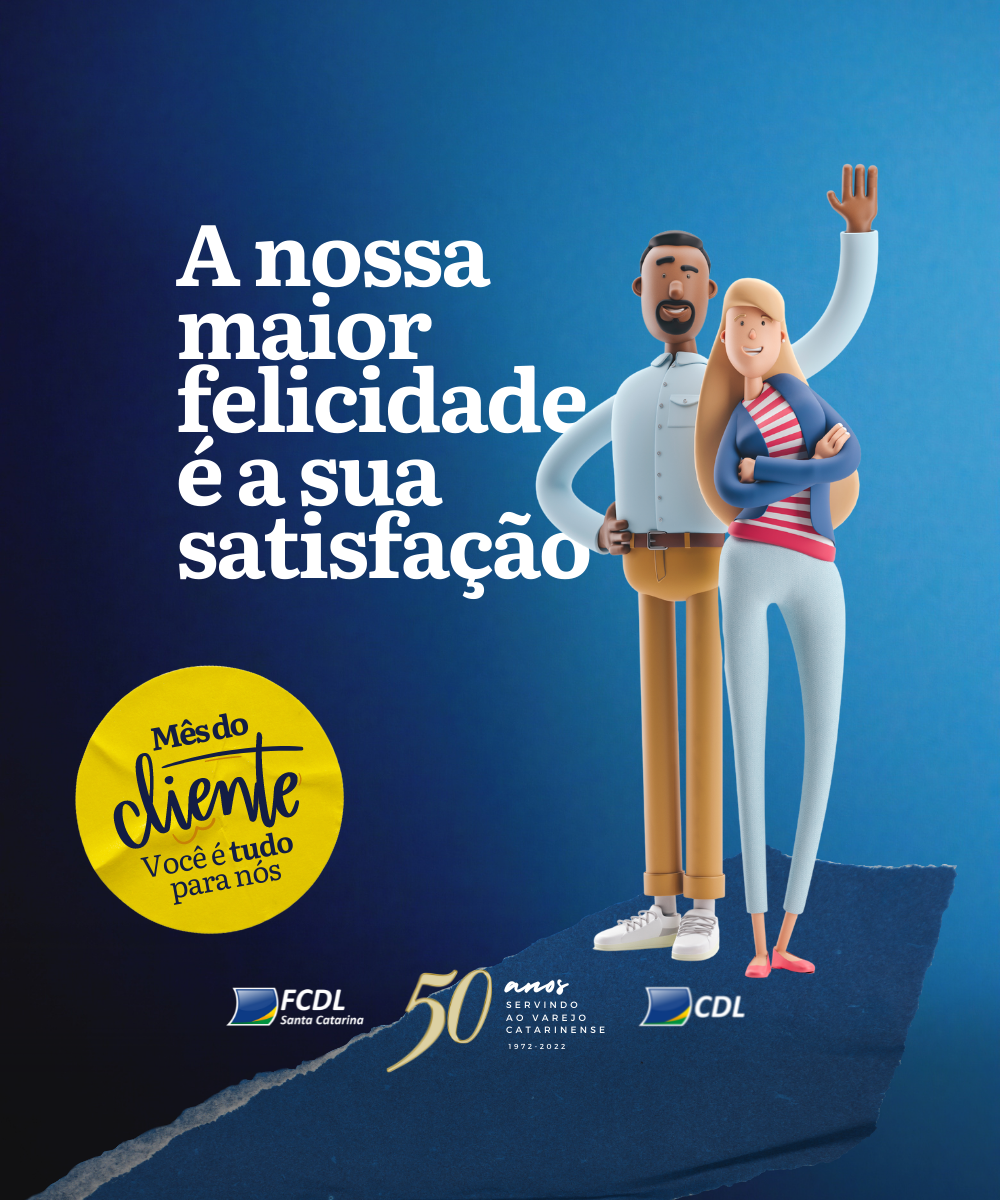 A nossa
maior
felicidade
é a sua
satisfação
Mês do
cliente
Você é tudo
para nós
FCDL
Santa Catarina
50 anos
SERVINDO
AO VAREJO
CATARINENSE
1972-2022
CDL